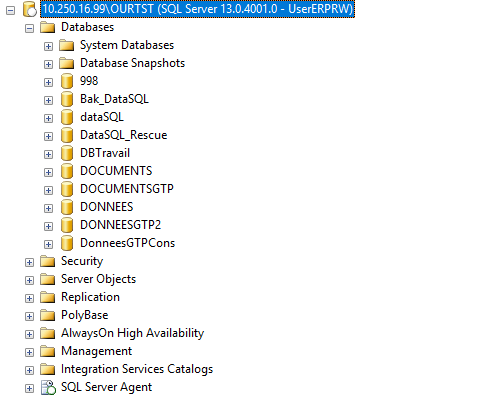 10.250.16.99\OURTST (SQL Server 13.0.4001.0 - UserERPRW)
Databases
System Databases
Database Snapshots
998
Bak_DataSQL
dataSQL
DataSQL_Rescue
DBTravail
DOCUMENTS
DOCUMENTSGTP
DONNEES
DONNEESGTP2
DonneesGTPCons
Security
Server Objects
Replication
PolyBase
AlwaysOn High Availability
Management
Integration Services Catalogs
SQL Server Agent